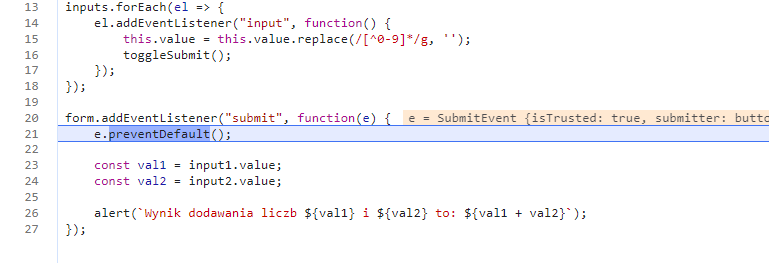 13 inputs.forEach(el => {
14 el.addEventListener("input", function() {
15 this.value = this.value.replace(/[^0-9]*/g, '');
16 toggleSubmit();
17 });
18 });
19
20 form.addEventListener("submit", function(e) { e = SubmitEvent {isTrusted: true, submitter: butto
21 e.preventDefault();
22
23 const val1 = input1.value;
24 const val2 = input2.value;
25
26 alert(`Wynik dodawania liczb ${val1} i ${val2} to: ${val1 + val2}`);
27 });